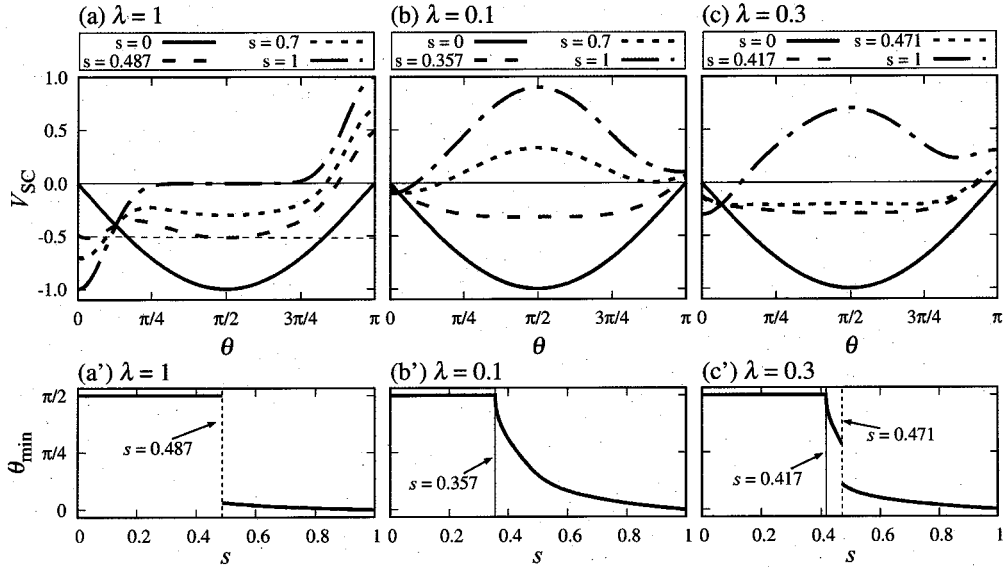 (a) λ = 1
s = 0 s = 0.7
s = 0.487 s = 1
(b) λ = 0.1
s = 0 s = 0.7
s = 0.357 s = 1
(c) λ = 0.3
s = 0 s = 0.471
s = 0.417 s = 1
1.0
0.5
0.0
-0.5
-1.0
V_SC
0 π/4 π/2 3π/4 π
θ
0 π/4 π/2 3π/4 π
θ
0 π/4 π/2 3π/4 π
θ
(a') λ = 1
(b') λ = 0.1
(c') λ = 0.3
π/2
π/4
0
θ_min
s = 0.487
s = 0.357
s = 0.471
s = 0.417
0 0.2 0.4 0.6 0.8 1
s
0 0.2 0.4 0.6 0.8 1
s
0 0.2 0.4 0.6 0.8 1
s